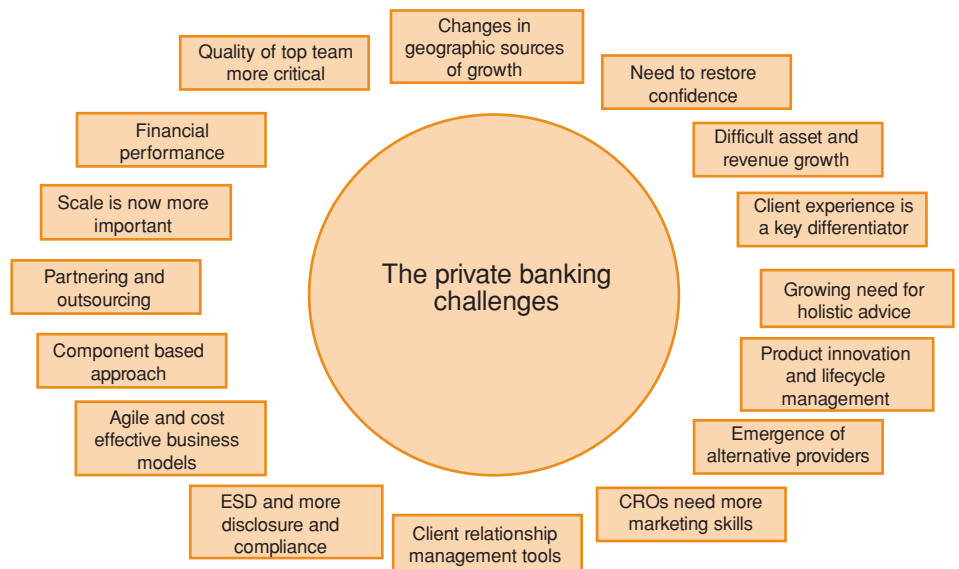 Changes in
geographic sources
of growth
Need to restore
confidence
Difficult asset and
revenue growth
Client experience is
a key differentiator
Growing need for
holistic advice
Product innovation
and lifecycle
management
Emergence of
alternative providers
CROs need more
marketing skills
Client relationship
management tools
ESD and more
disclosure and
compliance
Agile and cost
effective business
models
Component based
approach
Partnering and
outsourcing
Scale is now more
important
Financial
performance
Quality of top team
more critical
The private banking
challenges